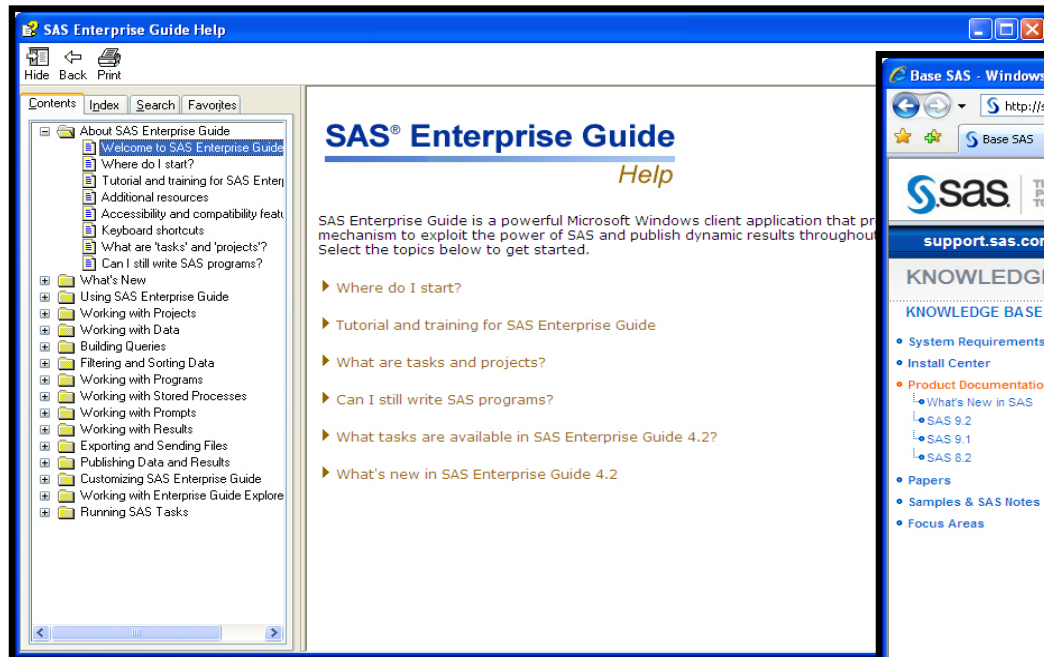 SAS Enterprise Guide Help
Hide Back Print
Contents Index Search Favorites
About SAS Enterprise Guide
Welcome to SAS Enterprise Guide
Where do I start?
Tutorial and training for SAS Enter
Additional resources
Accessibility and compatibility featu
Keyboard shortcuts
What are 'tasks' and 'projects'?
Can I still write SAS programs?
What's New
Using SAS Enterprise Guide
Working with Projects
Working with Data
Building Queries
Filtering and Sorting Data
Working with Programs
Working with Stored Processes
Working with Prompts
Working with Results
Exporting and Sending Files
Publishing Data and Results
Customizing SAS Enterprise Guide
Working with Enterprise Guide Explore
Running SAS Tasks
SAS® Enterprise Guide
Help
SAS Enterprise Guide is a powerful Microsoft Windows client application that pr
mechanism to exploit the power of SAS and publish dynamic results throughout
Select the topics below to get started.
Where do I start?
Tutorial and training for SAS Enterprise Guide
What are tasks and projects?
Can I still write SAS programs?
What tasks are available in SAS Enterprise Guide 4.2?
What's new in SAS Enterprise Guide 4.2
Base SAS - Windows
http://s
Base SAS
sas
support.sas.com
KNOWLEDGE
KNOWLEDGE BASE
System Requirements
Install Center
Product Documentatio
What's New in SAS
SAS 9.2
SAS 9.1
SAS 8.2
Papers
Samples & SAS Notes
Focus Areas